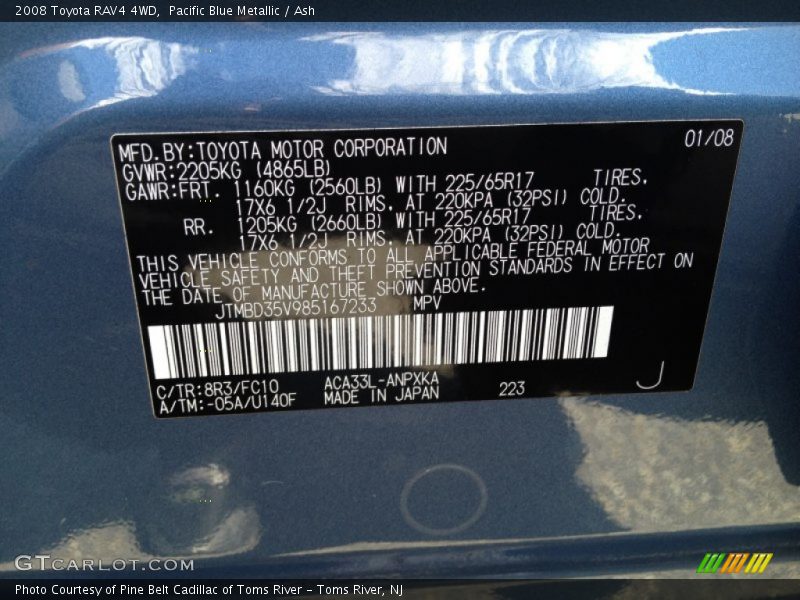 2008 Toyota RAV4 4WD,  Pacific Blue Metallic / Ash
MFD.BY:TOYOTA MOTOR CORPORATION 01/08
GVWR:2205KG (4865LB)
GAWR:FRT. 1160KG (2560LB) WITH 225/65R17 TIRES.
17X6 1/2J RIMS. AT 220KPA (32PSI) COLD.
RR. 1205KG (2660LB) WITH 225/65R17 TIRES.
17X6 1/2J RIMS. AT 220KPA (32PSI) COLD.
THIS VEHICLE CONFORMS TO ALL APPLICABLE FEDERAL MOTOR
VEHICLE SAFETY AND THEFT PREVENTION STANDARDS IN EFFECT ON
THE DATE OF MANUFACTURE SHOWN ABOVE.
JTMBD35V985167233 MPV
C/TR:8R3/FC10 ACA33L-ANPXKA 223 J
A/TM:-05A/U140F MADE IN JAPAN
GTCARLOT.COM
Photo Courtesy of Pine Belt Cadillac of Toms River - Toms River, NJ